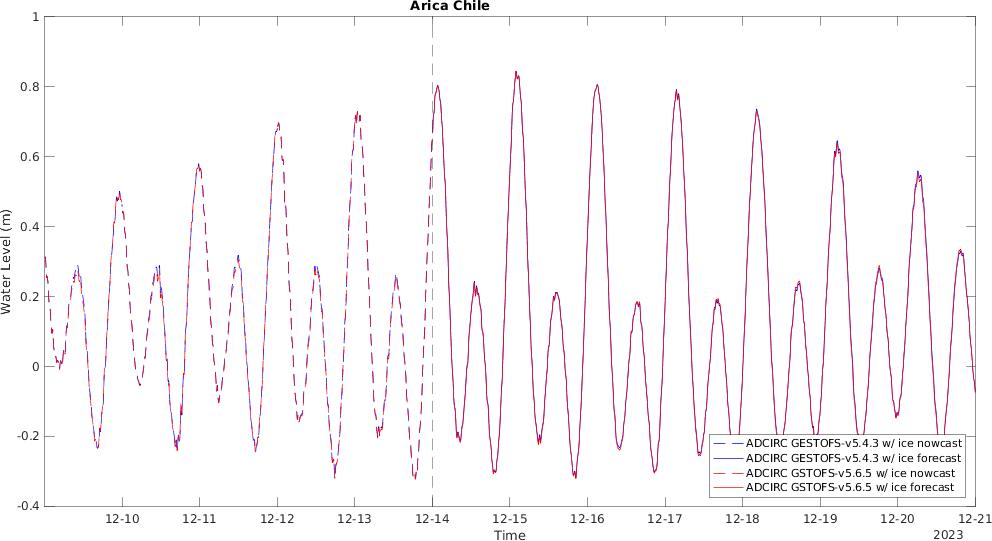 Arica Chile
1
0.8
0.6
0.4
0.2
0
-0.2
-0.4
Water Level (m)
ADCIRC GESTOFS-v5.4.3 w/ ice nowcast
ADCIRC GESTOFS-v5.4.3 w/ ice forecast
ADCIRC GSTOFS-v5.6.5 w/ ice nowcast
ADCIRC GSTOFS-v5.6.5 w/ ice forecast
12-10 12-11 12-12 12-13 12-14 12-15 12-16 12-17 12-18 12-19 12-20 12-21
Time
2023